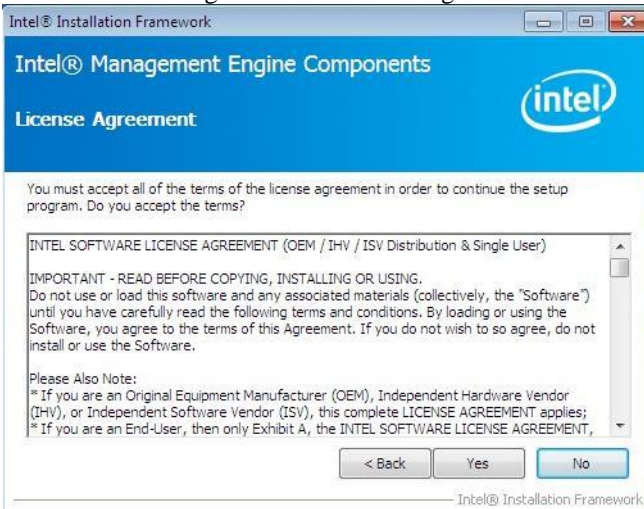 Intel® Installation Framework
Intel® Management Engine Components
License Agreement
intel
You must accept all of the terms of the license agreement in order to continue the setup
program. Do you accept the terms?
INTEL SOFTWARE LICENSE AGREEMENT (OEM / IHV / ISV Distribution & Single User)
IMPORTANT - READ BEFORE COPYING, INSTALLING OR USING.
Do not use or load this software and any associated materials (collectively, the "Software")
until you have carefully read the following terms and conditions. By loading or using the
Software, you agree to the terms of this Agreement. If you do not wish to so agree, do not
install or use the Software.
Please Also Note:
* If you are an Original Equipment Manufacturer (OEM), Independent Hardware Vendor
(IHV), or Independent Software Vendor (ISV), this complete LICENSE AGREEMENT applies;
* If you are an End-User, then only Exhibit A, the INTEL SOFTWARE LICENSE AGREEMENT,
< Back
Yes
No
Intel® Installation Framework